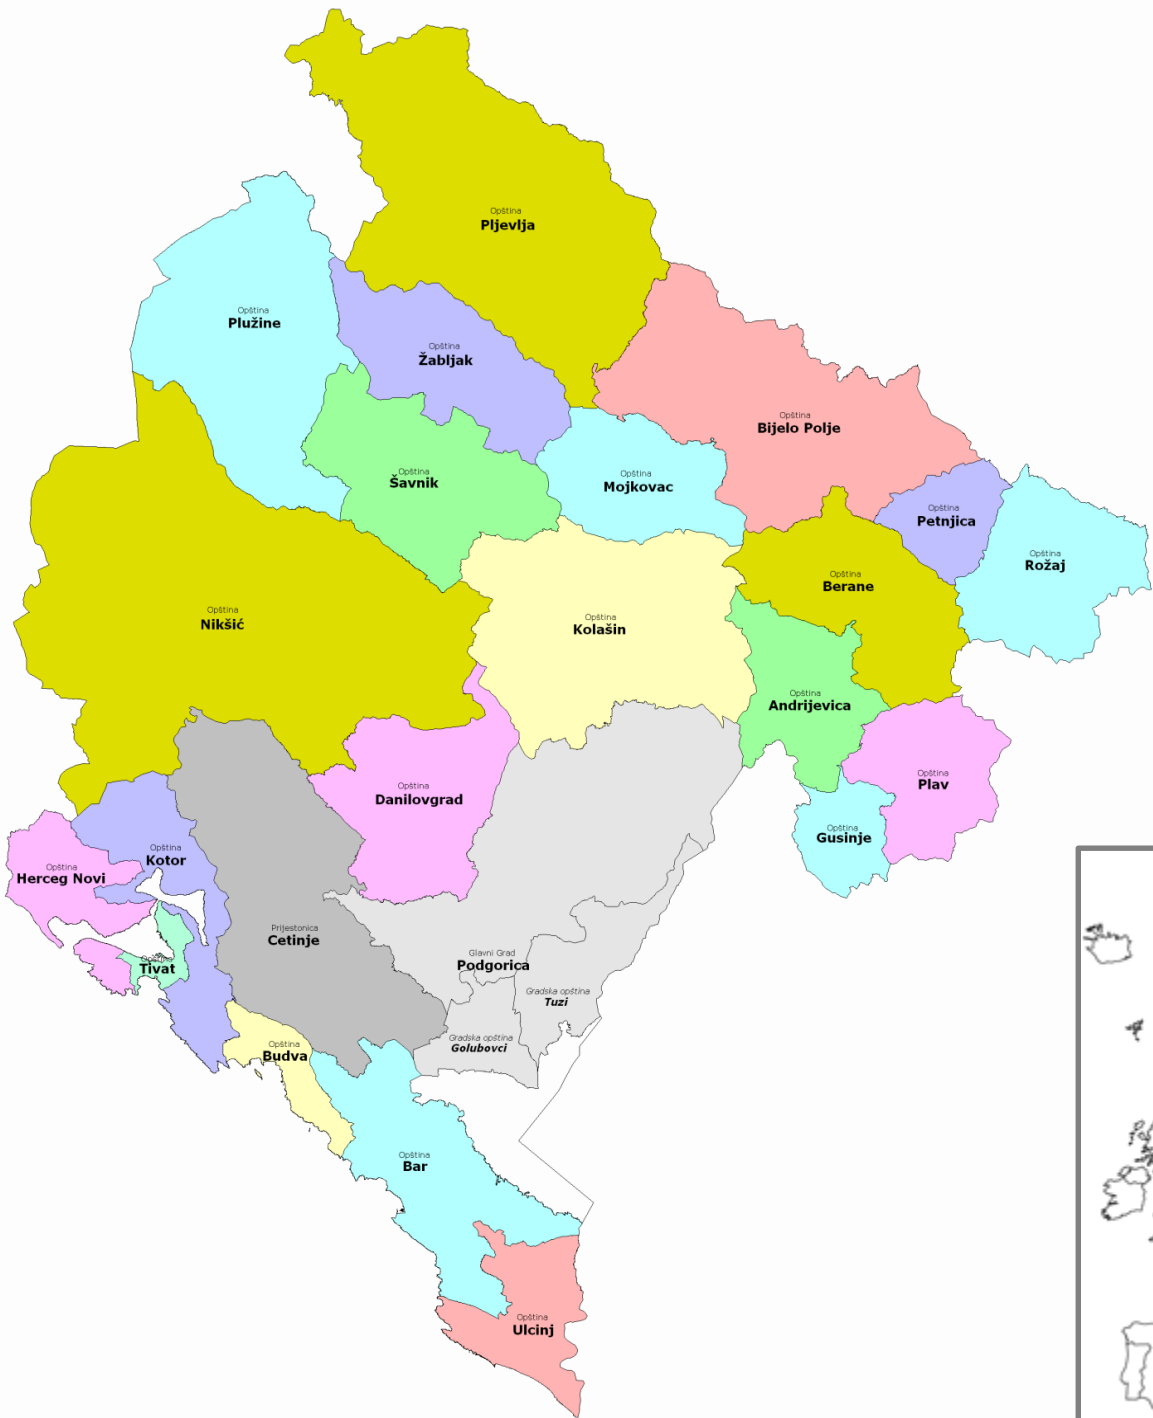 Opština
Pljevlja
Opština
Plužine
Opština
Žabljak
Opština
Bijelo Polje
Opština
Šavnik
Opština
Mojkovac
Opština
Petnjica
Opština
Rožaj
Opština
Berane
Opština
Nikšić
Opština
Kolašin
Opština
Andrijevica
Opština
Plav
Opština
Danilovgrad
Opština
Gusinje
Opština
Kotor
Opština
Herceg Novi
Prijestonica
Cetinje
Opština
Tivat
Glavni Grad
Podgorica
Gradska opština
Tuzi
Gradska opština
Golubovci
Opština
Budva
Opština
Bar
Opština
Ulcinj